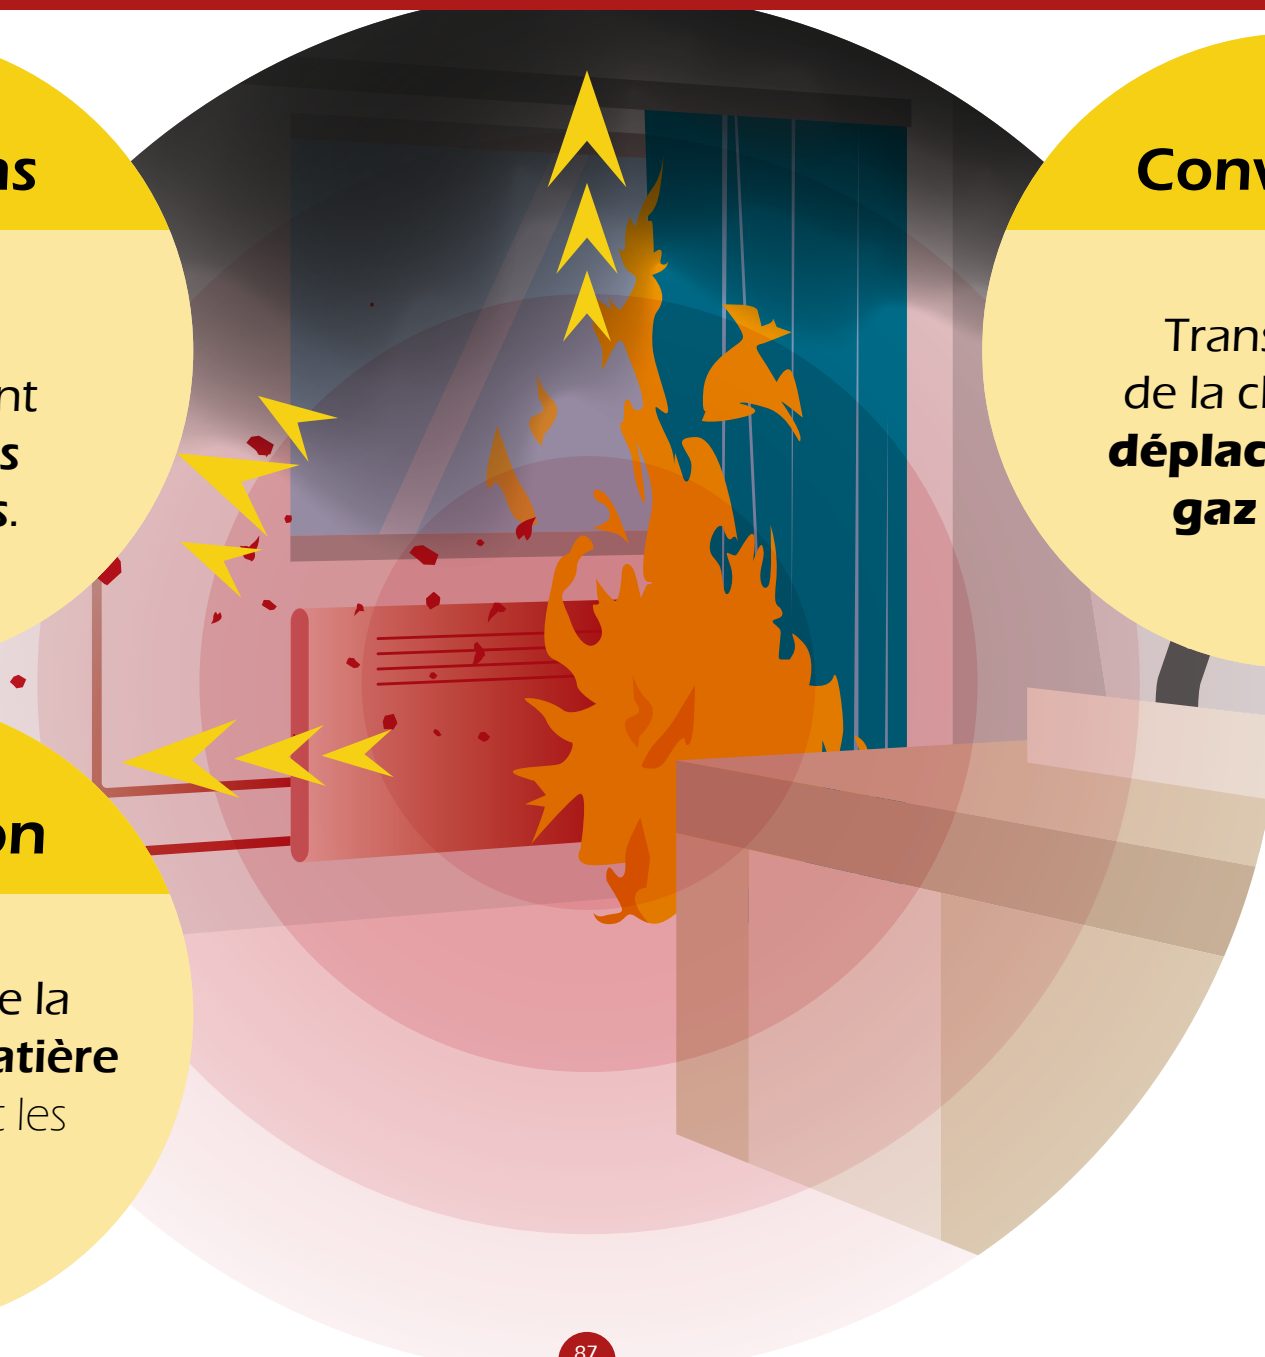 ns
nt
s
s.
Conv
Trans
de la cl
déplac
gaz
on
e la
atière
t les
87